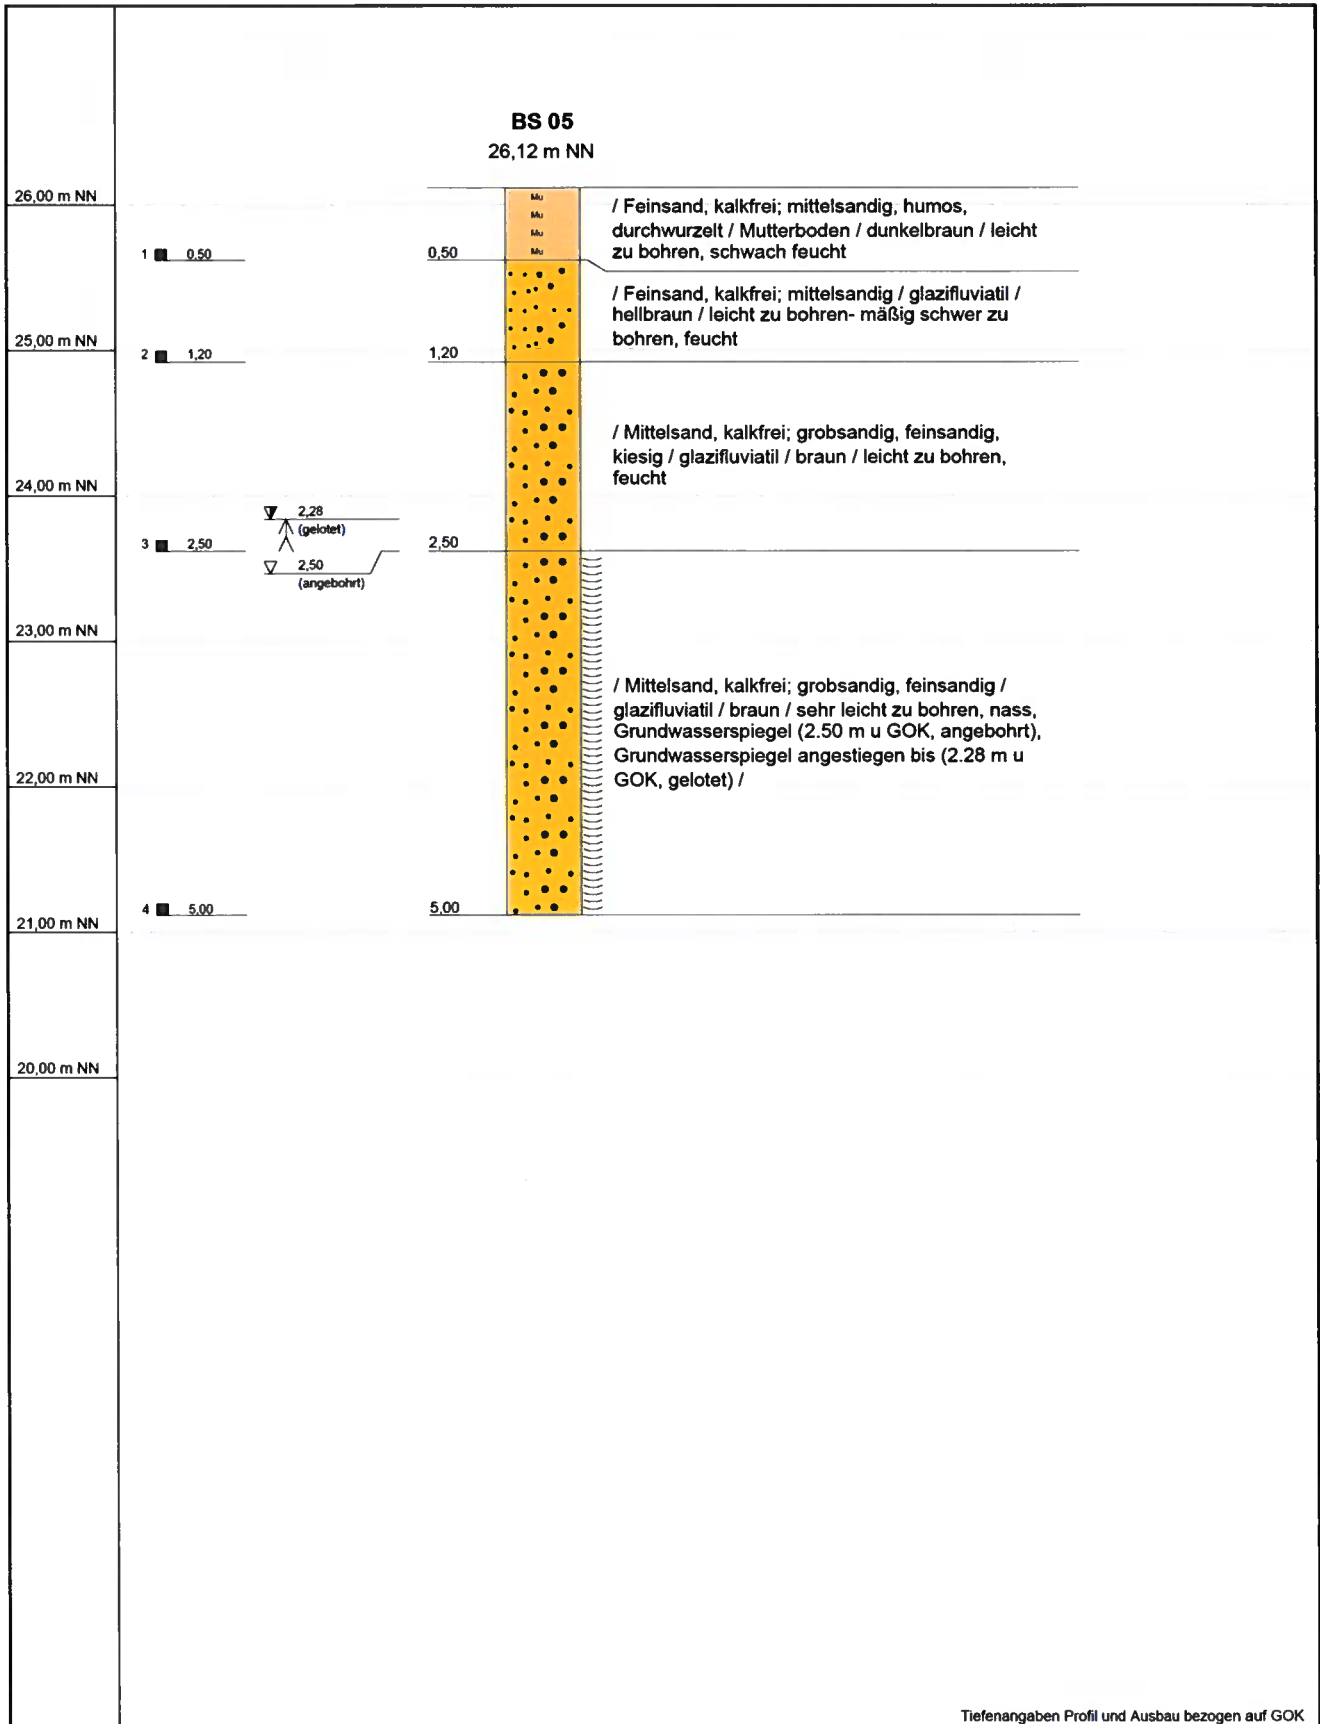 BS 05
26,12 m NN
26,00 m NN
Mu
Mu
Mu
Mu
/ Feinsand, kalkfrei; mittelsandig, humos,
durchwurzelt / Mutterboden / dunkelbraun / leicht
zu bohren, schwach feucht
1 0,50
0,50
/ Feinsand, kalkfrei; mittelsandig / glazifluviatil /
hellbraun / leicht zu bohren- mäßig schwer zu
bohren, feucht
25,00 m NN
2 1,20
1,20
/ Mittelsand, kalkfrei; grobsandig, feinsandig,
kiesig / glazifluviatil / braun / leicht zu bohren,
feucht
24,00 m NN
2,28
(gelotet)
3 2,50
2,50
2,50
(angebohrt)
23,00 m NN
/ Mittelsand, kalkfrei; grobsandig, feinsandig /
glazifluviatil / braun / sehr leicht zu bohren, nass,
Grundwasserspiegel (2.50 m u GOK, angebohrt),
Grundwasserspiegel angestiegen bis (2.28 m u
GOK, gelotet) /
22,00 m NN
4 5,00
5,00
21,00 m NN
20,00 m NN
Tiefenangaben Profil und Ausbau bezogen auf GOK